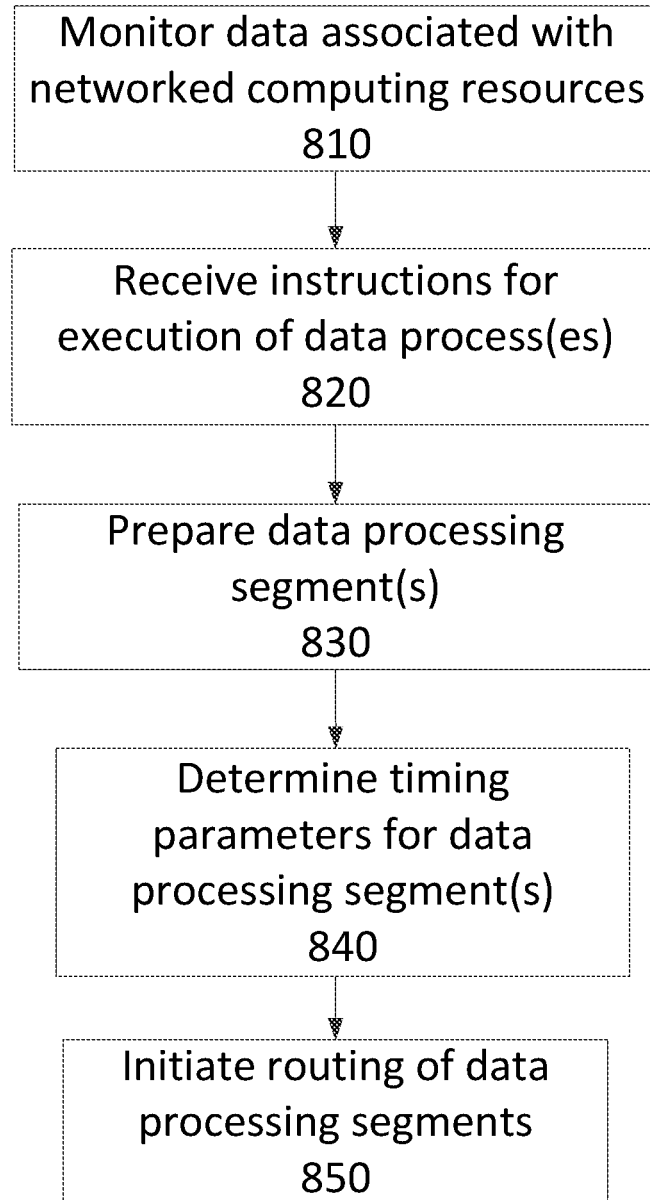 Monitor data associated with
networked computing resources
810
Receive instructions for
execution of data process(es)
820
Prepare data processing
segment(s)
830
Determine timing
parameters for data
processing segment(s)
840
Initiate routing of data
processing segments
850